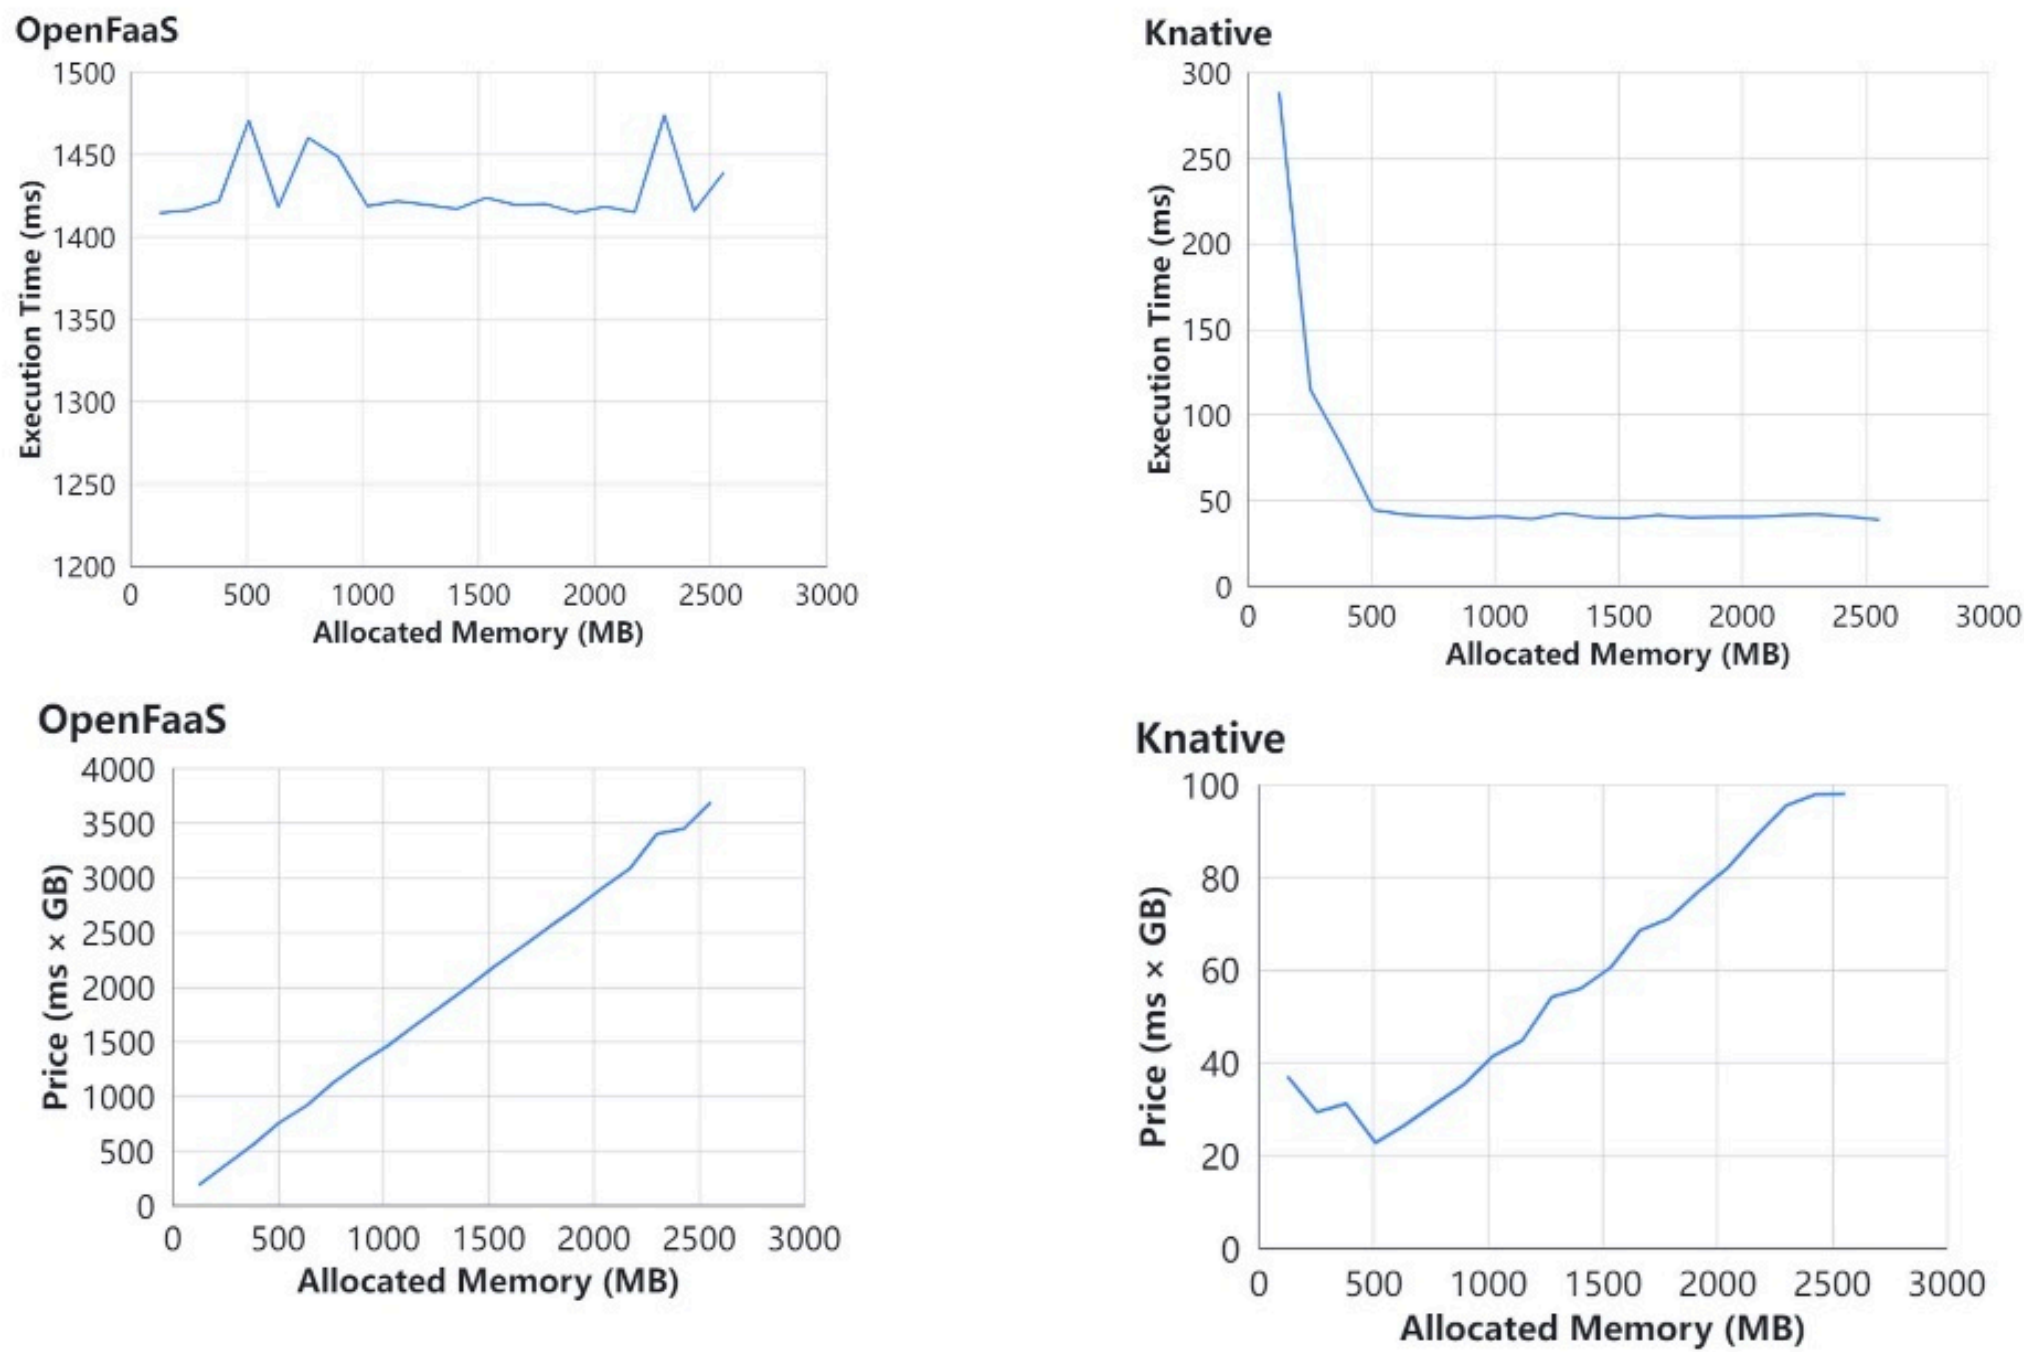 OpenFaaS
1500
1450
1400
1350
1300
1250
1200
Execution Time (ms)
0 500 1000 1500 2000 2500 3000
Allocated Memory (MB)
Knative
300
250
200
150
100
50
0
Execution Time (ms)
0 500 1000 1500 2000 2500 3000
Allocated Memory (MB)
OpenFaaS
4000
3500
3000
2500
2000
1500
1000
500
0
Price (ms × GB)
0 500 1000 1500 2000 2500 3000
Allocated Memory (MB)
Knative
100
80
60
40
20
0
Price (ms × GB)
0 500 1000 1500 2000 2500 3000
Allocated Memory (MB)